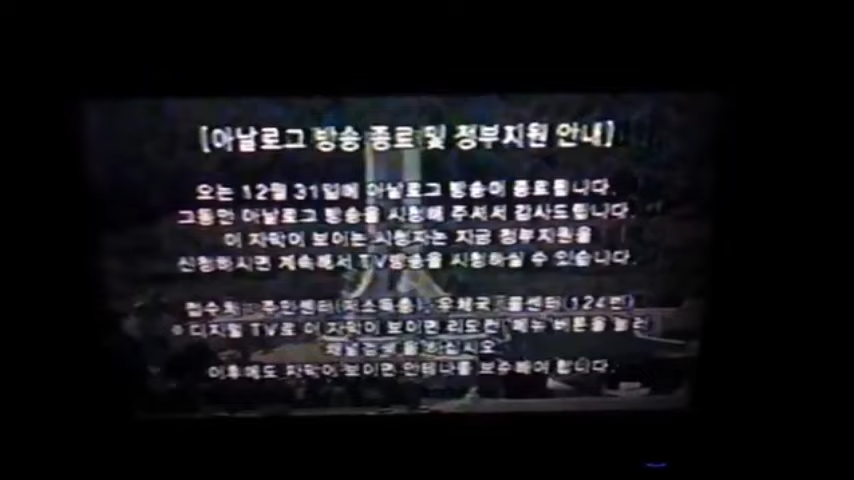 [아날로그 방송 종료 및 정부지원 안내]
오는 12월 31일에 아날로그 방송이 종료됩니다.
그동안 아날로그 방송을 시청해 주셔서 감사드립니다.
이 자막이 보이는 시청자는 지금 정부지원을
신청하시면 계속해서 TV방송을 시청하실 수 있습니다.
접수처 : 주민센터(저소득층), 우체국, 콜센터(124번)
※ 디지털 TV로 이 자막이 보이면 리모컨 메뉴 버튼을 눌러
채널검색을 하십시오
이후에도 자막이 보이면 안테나를 보수해야 합니다.